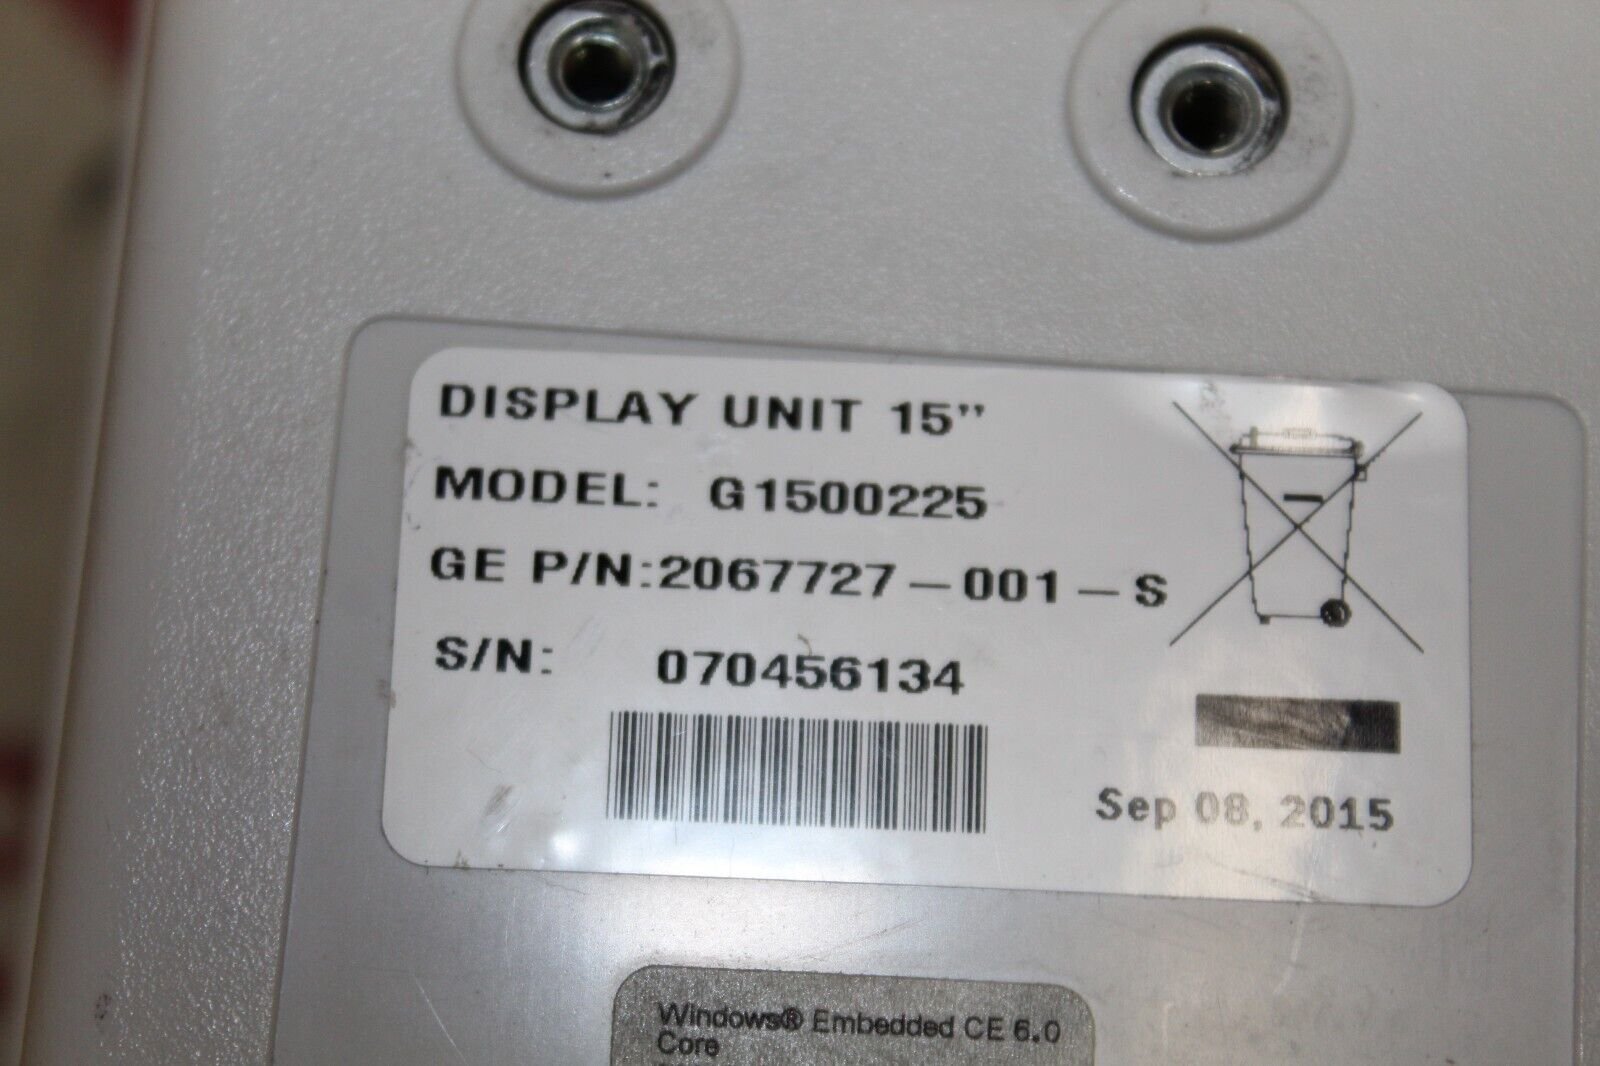 DISPLAY UNIT 15"
MODEL: G1500225
GE P/N:2067727-001-S
S/N: 070456134
Sep 08, 2015
Windows® Embedded CE 6.0
Core